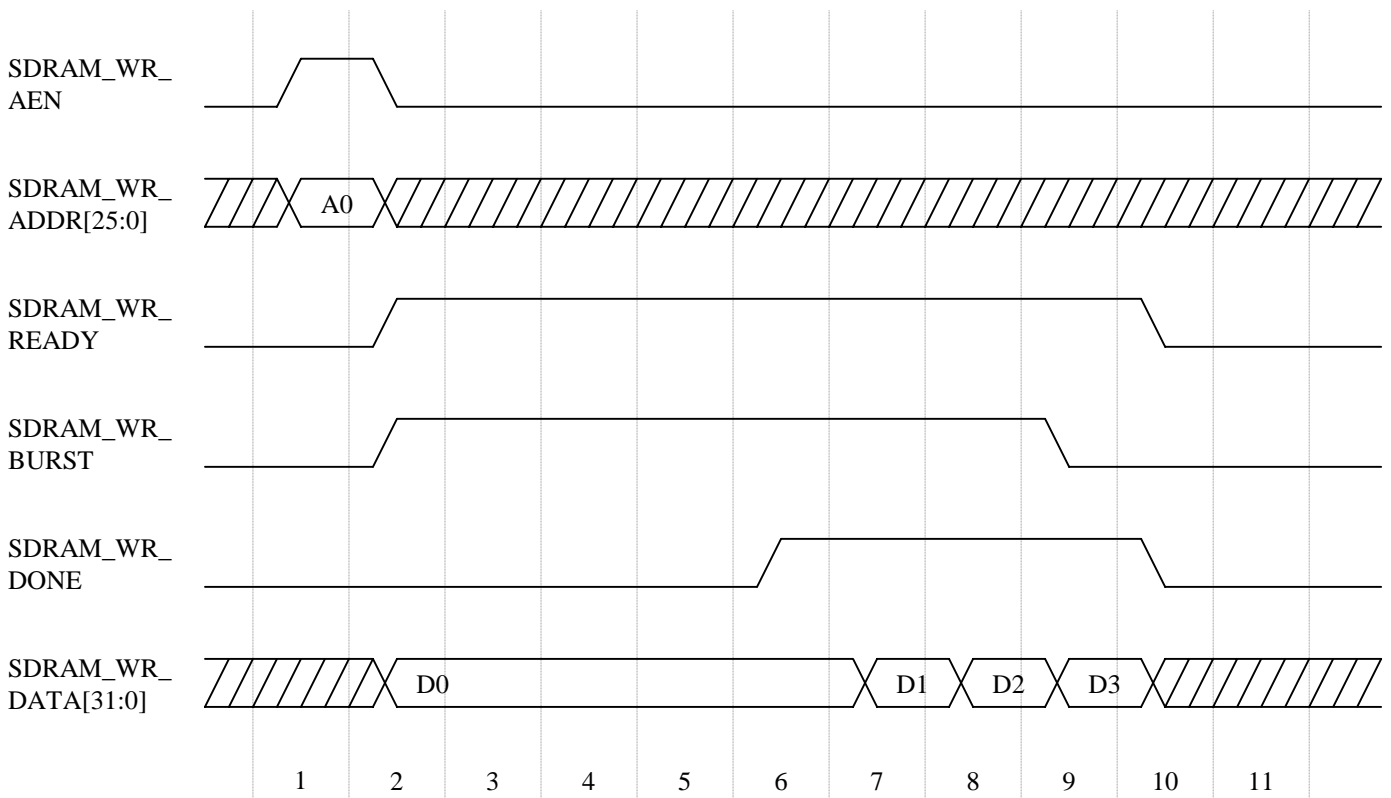 SDRAM_WR_
AEN
SDRAM_WR_
ADDR[25:0]
A0
SDRAM_WR_
READY
SDRAM_WR_
BURST
SDRAM_WR_
DONE
SDRAM_WR_
DATA[31:0]
D0 D1 D2 D3
1 2 3 4 5 6 7 8 9 10 11